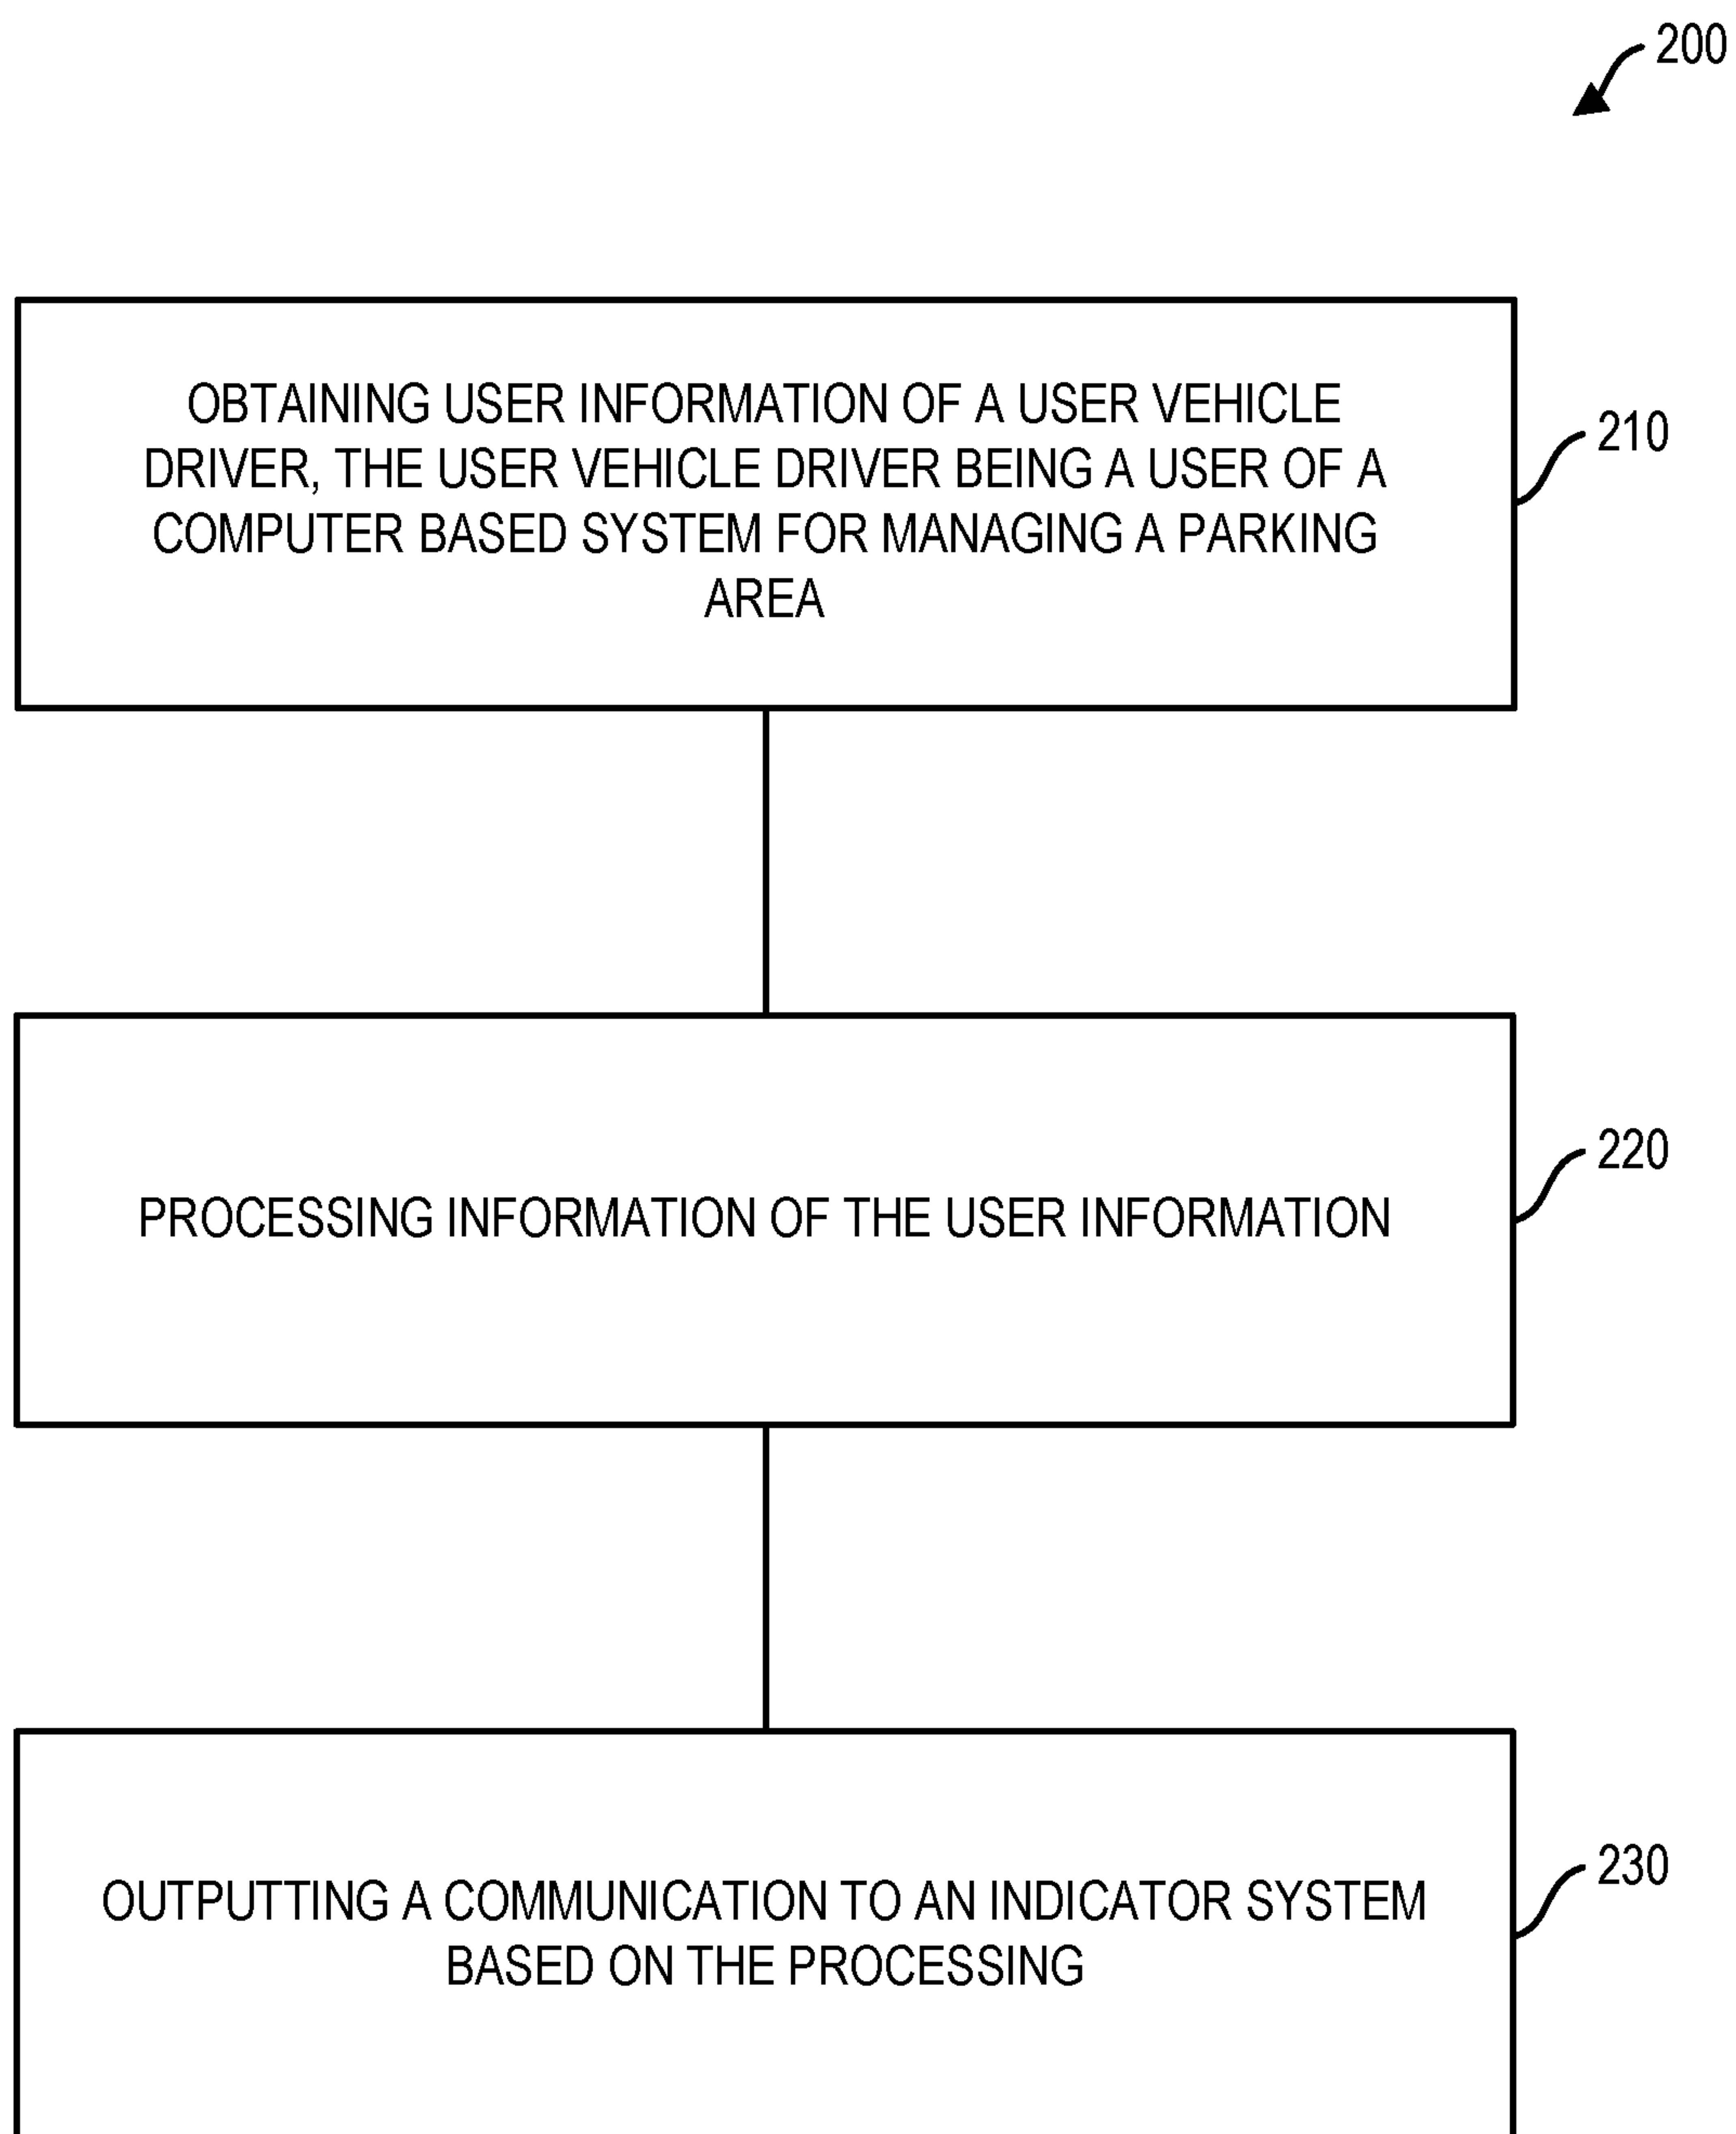 200
OBTAINING USER INFORMATION OF A USER VEHICLE
DRIVER, THE USER VEHICLE DRIVER BEING A USER OF A
COMPUTER BASED SYSTEM FOR MANAGING A PARKING
AREA
210
PROCESSING INFORMATION OF THE USER INFORMATION
220
OUTPUTTING A COMMUNICATION TO AN INDICATOR SYSTEM
BASED ON THE PROCESSING
230